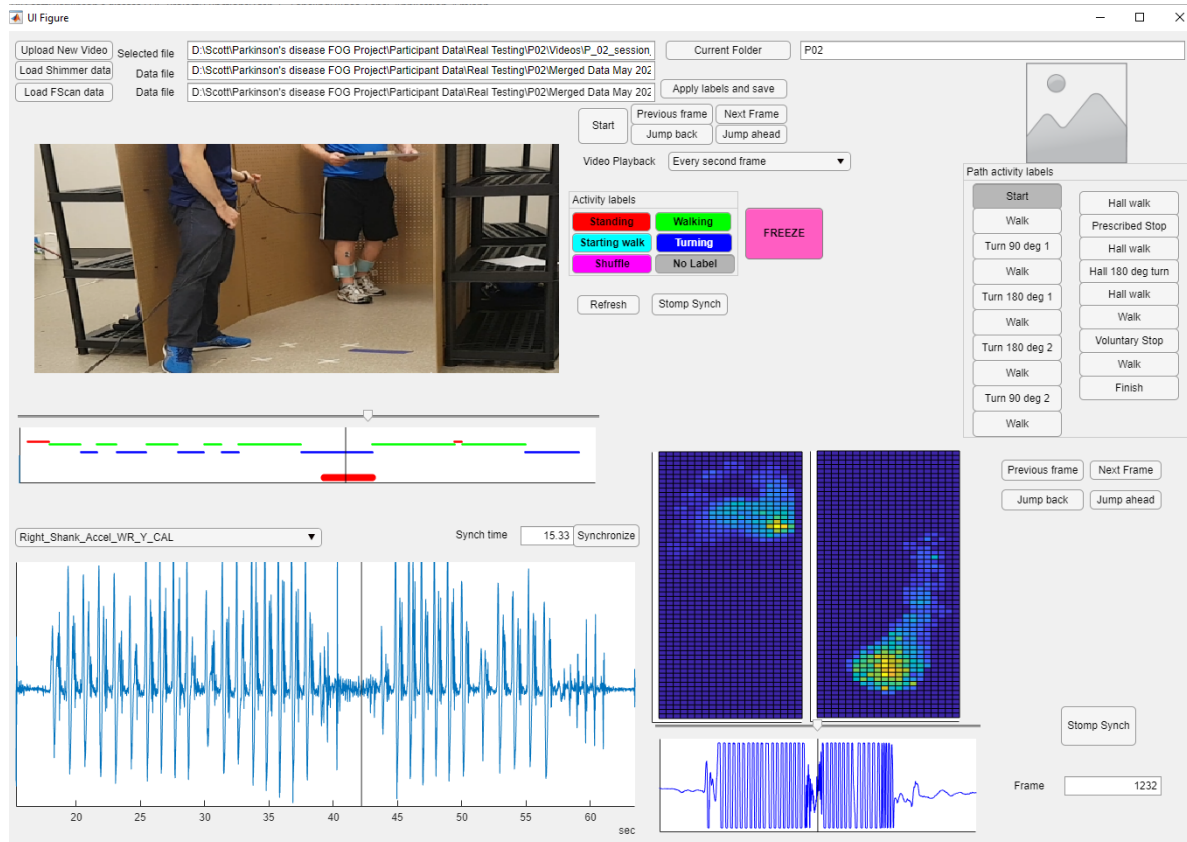 UI Figure
Upload New Video Selected file D:\Scott\Parkinson's disease FOG Project\Participant Data\Real Testing\P02\Videos\P_02_session_ Current Folder P02
Load Shimmer data Data file D:\Scott\Parkinson's disease FOG Project\Participant Data\Real Testing\P02\Merged Data May 202
Load FScan data Data file D:\Scott\Parkinson's disease FOG Project\Participant Data\Real Testing\P02\Merged Data May 202
Apply labels and save
Start Previous frame Next Frame
Jump back Jump ahead
Video Playback Every second frame
Activity labels
Standing Walking
Starting walk Turning
Shuffle No Label
FREEZE
Refresh Stomp Synch
Path activity labels
Start
Walk
Turn 90 deg 1
Walk
Turn 180 deg 1
Walk
Turn 180 deg 2
Walk
Turn 90 deg 2
Walk
Hall walk
Prescribed Stop
Hall walk
Hall 180 deg turn
Hall walk
Walk
Voluntary Stop
Walk
Finish
Previous frame Next Frame
Jump back Jump ahead
Right_Shank_Accel_WR_Y_CAL
Synch time 15.33 Synchronize
20 25 30 35 40 45 50 55 60
sec
Stomp Synch
Frame 1232